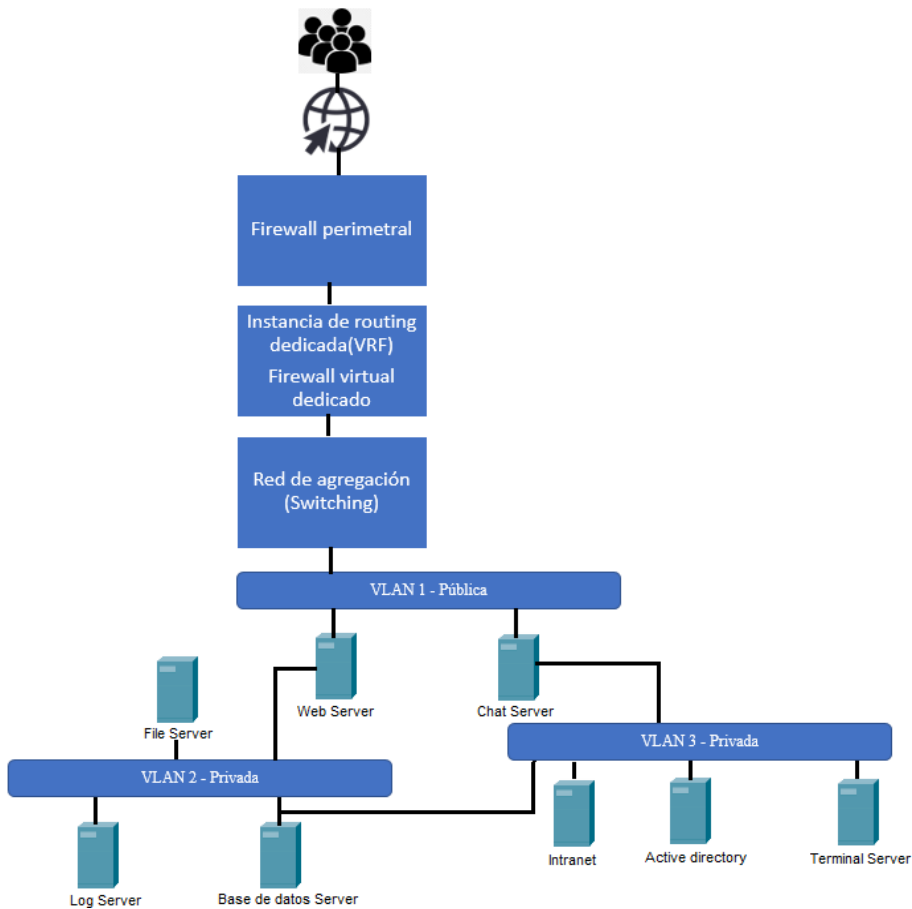 Firewall perimetral
Instancia de routing
dedicada(VRF)
Firewall virtual
dedicado
Red de agregación
(Switching)
VLAN 1 - Pública
Web Server
Chat Server
File Server
VLAN 3 - Privada
VLAN 2 - Privada
Intranet
Active directory
Terminal Server
Log Server
Base de datos Server